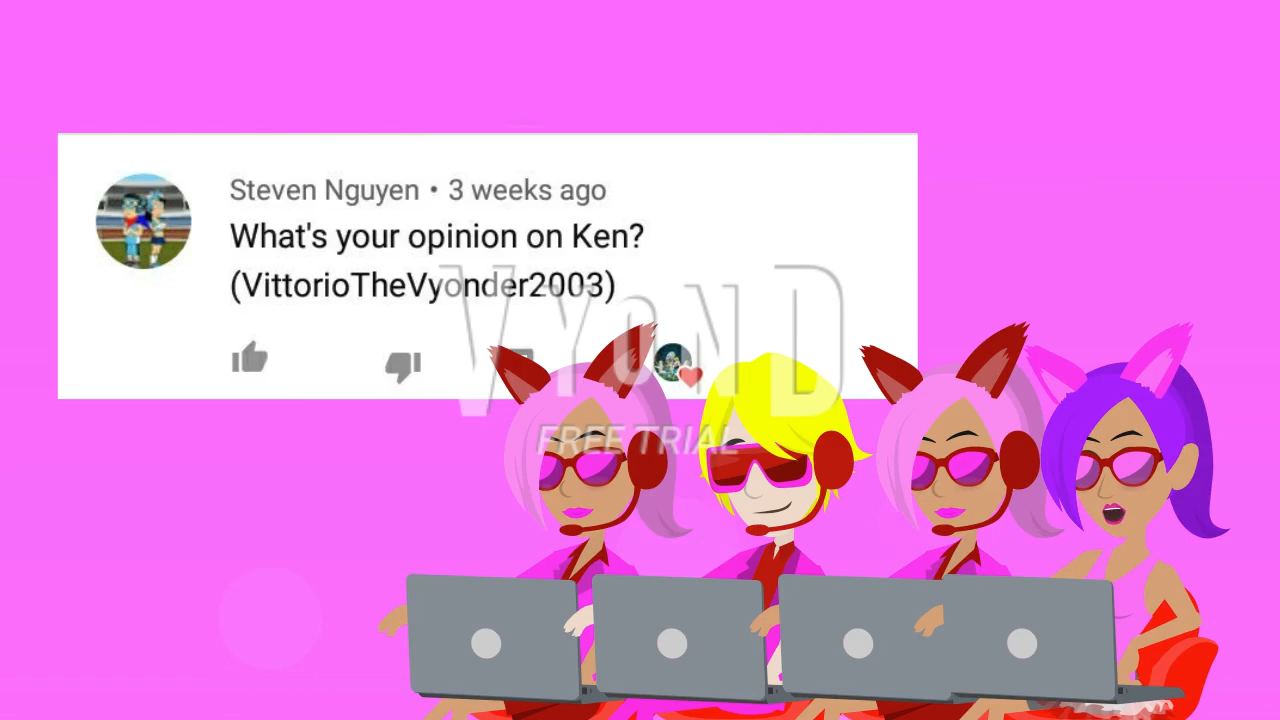 Steven Nguyen • 3 weeks ago
What's your opinion on Ken?
(VittorioTheVyonder2003)
VYOND
FREE TRIAL